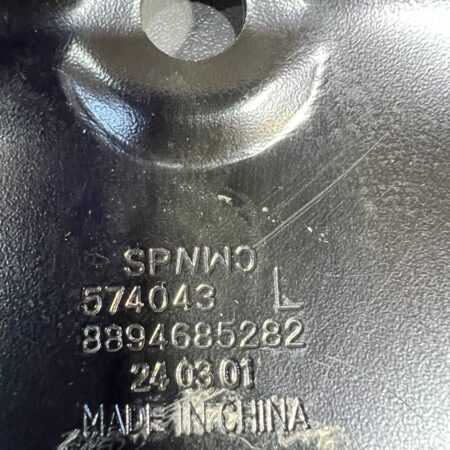 SPNWO
574043 L
8894685282
24 03 01
MADE IN CHINA